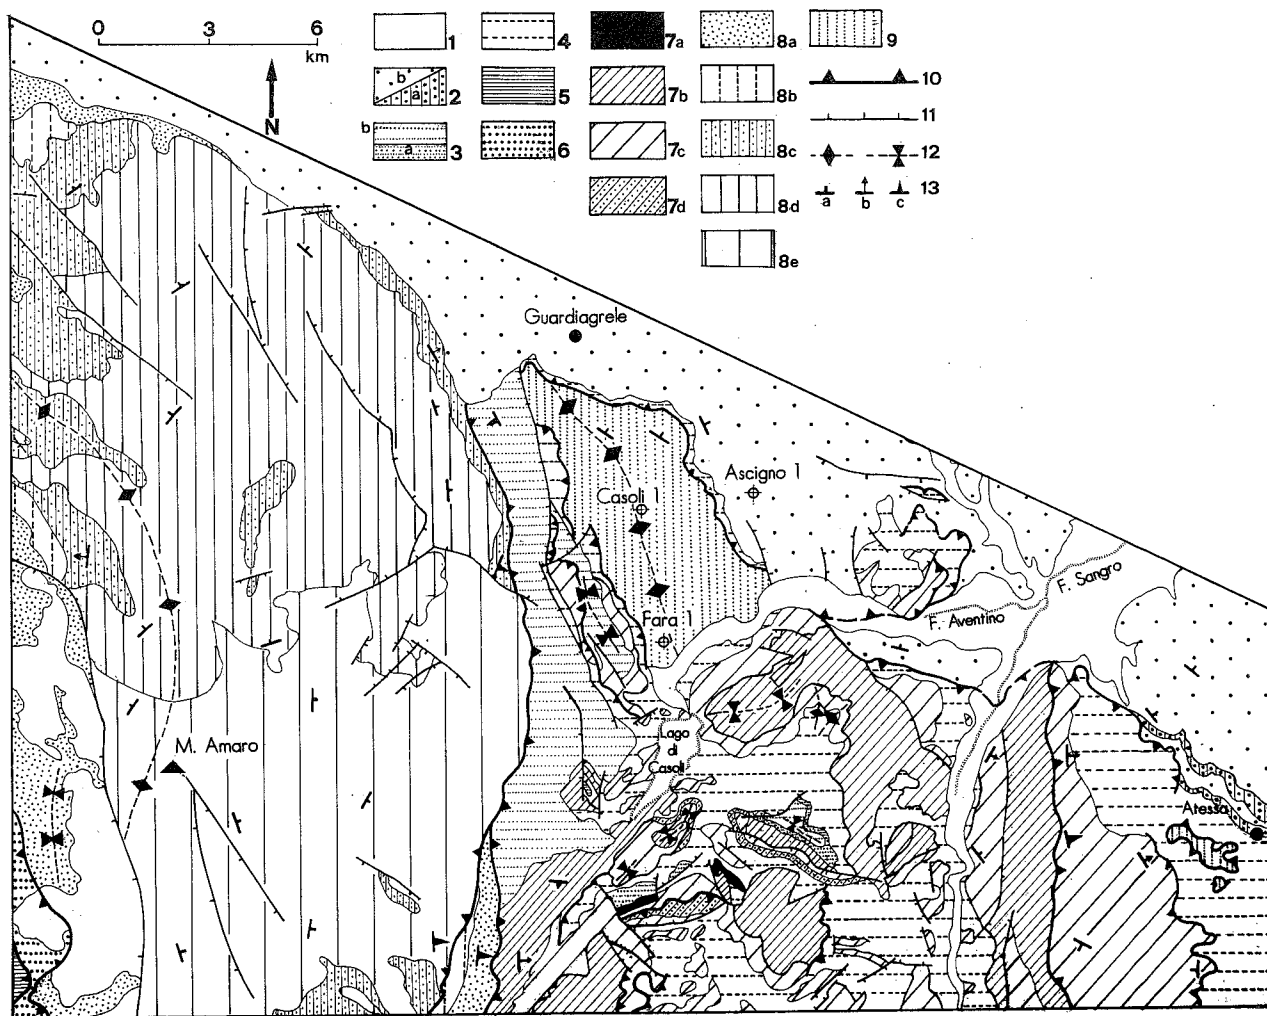 0 3 6
km
N
1
b
a
2
b
a
3
4
5
6
7a
7b
7c
7d
8a
8b
8c
8d
8e
9
10
11
12
a b c 13
Guardiagrele
Ascigno 1
Casoli 1
Fara 1
F. Sangro
F. Aventino
Lago
di
Casoli
M. Amaro
Atessa